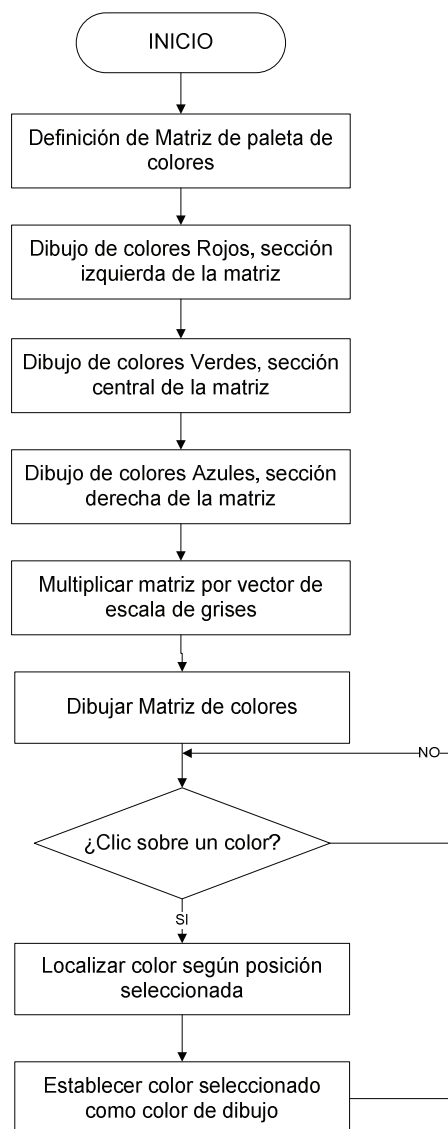 INICIO
Definición de Matriz de paleta de
colores
Dibujo de colores Rojos, sección
izquierda de la matriz
Dibujo de colores Verdes, sección
central de la matriz
Dibujo de colores Azules, sección
derecha de la matriz
Multiplicar matriz por vector de
escala de grises
Dibujar Matriz de colores
NO
¿Clic sobre un color?
SI
Localizar color según posición
seleccionada
Establecer color seleccionado
como color de dibujo